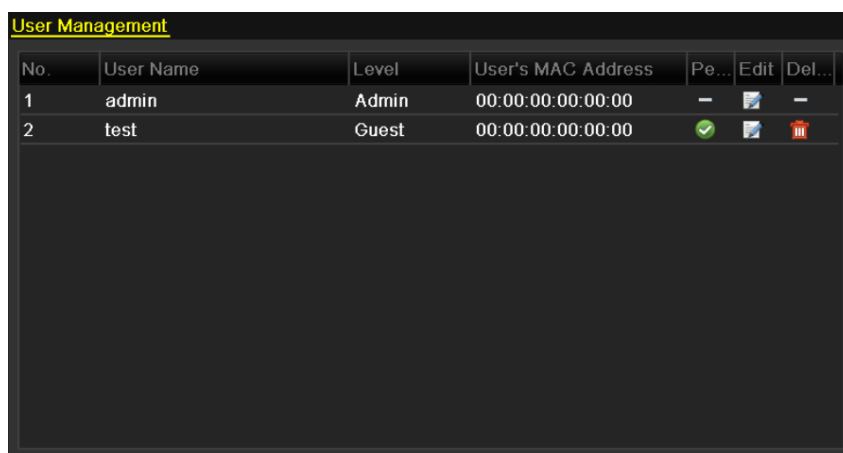 User Management
No. User Name Level User's MAC Address Pe... Edit Del...
1 admin Admin 00:00:00:00:00:00 –
2 test Guest 00:00:00:00:00:00